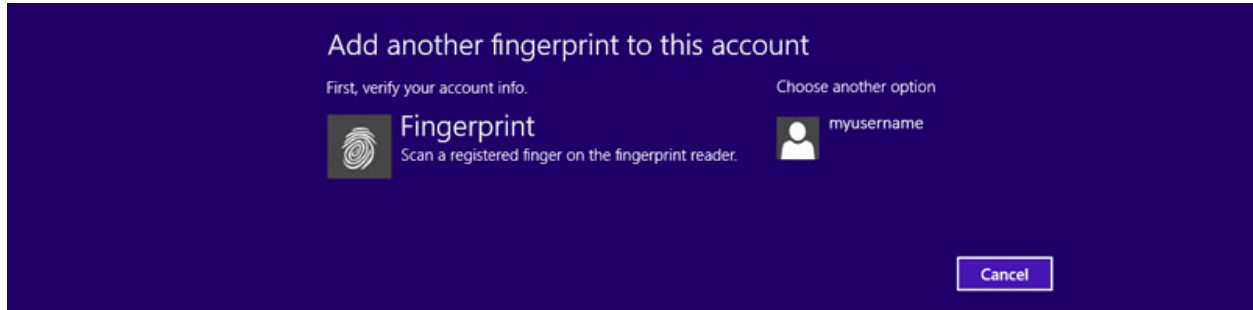 Add another fingerprint to this account
First, verify your account info.
Fingerprint
Scan a registered finger on the fingerprint reader.
Choose another option
myusername
Cancel